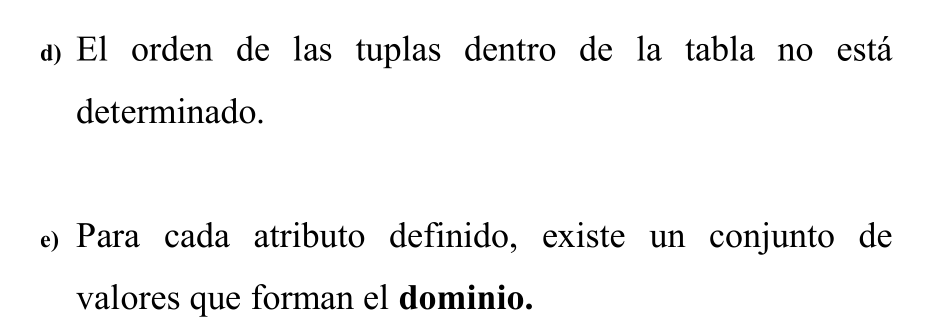 d) El orden de las tuplas dentro de la tabla no está
determinado.
e) Para cada atributo definido, existe un conjunto de
valores que forman el dominio.